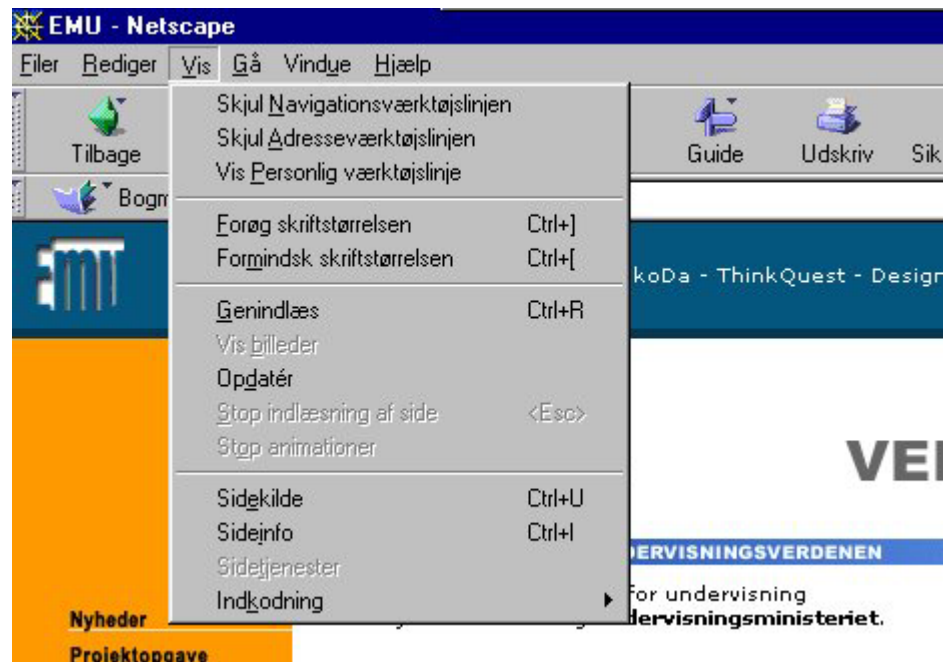 EMU - Netscape
Filer Rediger Vis Gå Vindue Hjælp
Skjul Navigationsværktøjslinjen
Skjul Adresseværktøjslinjen
Vis Personlig værktøjslinje
Forøg skriftstørrelsen Ctrl+]
Formindsk skriftstørrelsen Ctrl+[
Genindlæs Ctrl+R
Vis billeder
Opdatér
Stop indlæsning af side <Esc>
Stop animationer
Sidekilde Ctrl+U
Sideinfo Ctrl+I
Sidetjenester
Indkodning
Tilbage Guide Udskriv Sik
Bogm
EMU
koDa - ThinkQuest - Design
VE
DERVISNINGSVERDENEN
for undervisning
dervisningsministeriet.
Nyheder
Projektopgave